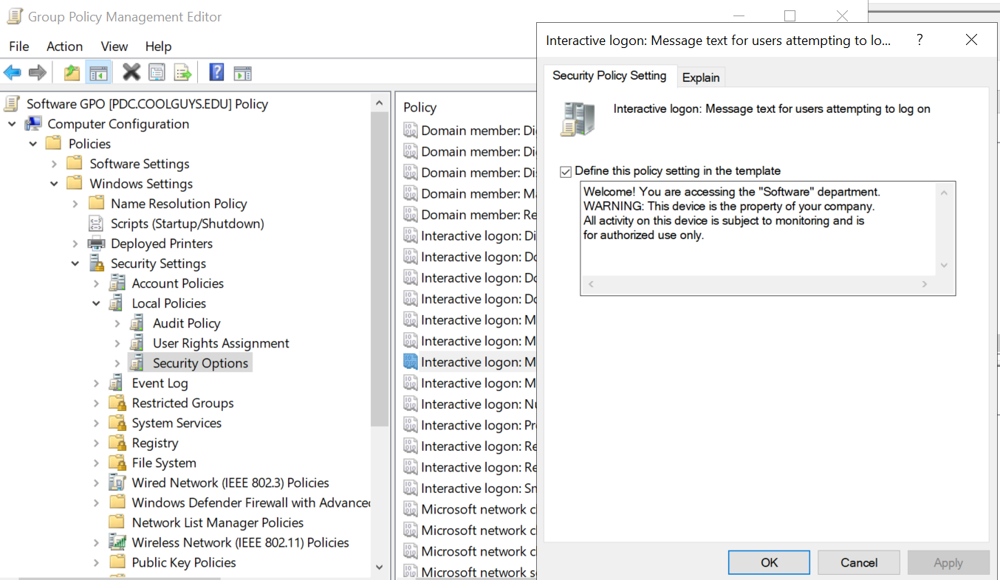 Group Policy Management Editor
File Action View Help
Software GPO [PDC.COOLGUYS.EDU] Policy
Computer Configuration
Policies
Software Settings
Windows Settings
Name Resolution Policy
Scripts (Startup/Shutdown)
Deployed Printers
Security Settings
Account Policies
Local Policies
Audit Policy
User Rights Assignment
Security Options
Event Log
Restricted Groups
System Services
Registry
File System
Wired Network (IEEE 802.3) Policies
Windows Defender Firewall with Advanced
Network List Manager Policies
Wireless Network (IEEE 802.11) Policies
Public Key Policies
Policy
Domain member: Di
Domain member: Di
Domain member: Di
Domain member: Ma
Domain member: Re
Interactive logon: Di
Interactive logon: Do
Interactive logon: Do
Interactive logon: Do
Interactive logon: M
Interactive logon: M
Interactive logon: M
Interactive logon: M
Interactive logon: Nu
Interactive logon: Pr
Interactive logon: Re
Interactive logon: Re
Interactive logon: Sm
Microsoft network c
Microsoft network c
Microsoft network c
Microsoft network se
Interactive logon: Message text for users attempting to lo... ?
Security Policy Setting Explain
Interactive logon: Message text for users attempting to log on
Define this policy setting in the template
Welcome! You are accessing the "Software" department.
WARNING: This device is the property of your company.
All activity on this device is subject to monitoring and is
for authorized use only.
OK Cancel Apply